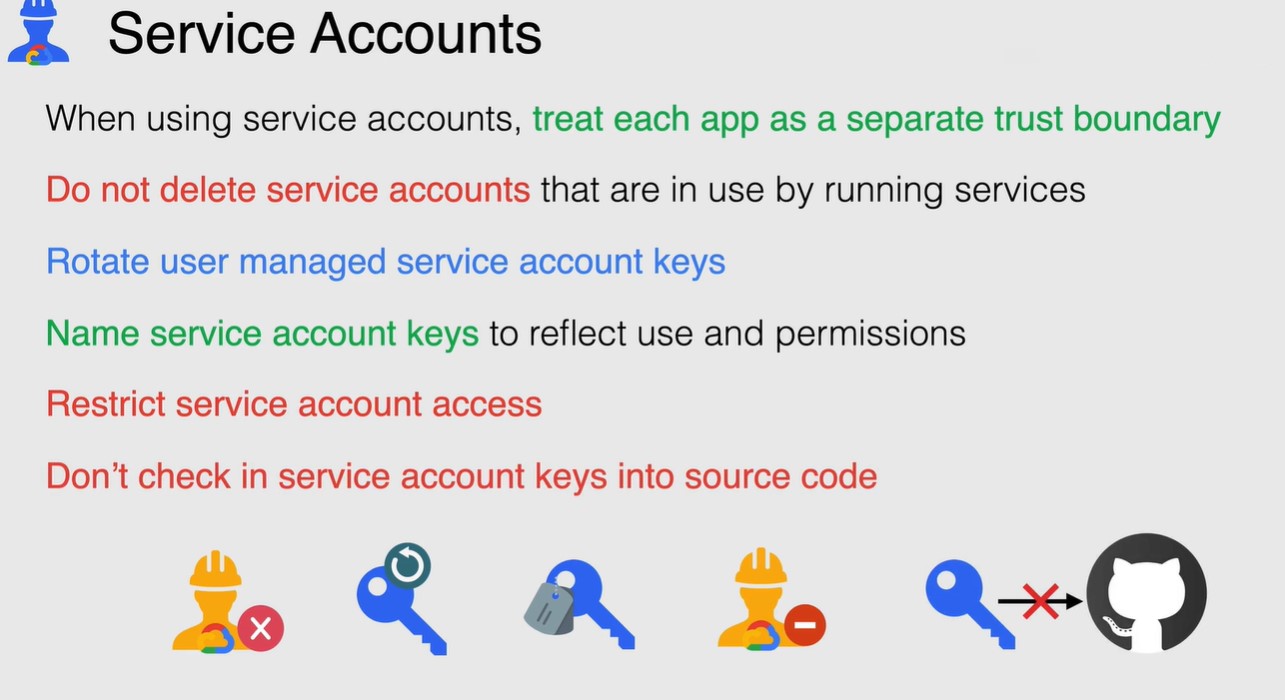 Service Accounts
When using service accounts, treat each app as a separate trust boundary
Do not delete service accounts that are in use by running services
Rotate user managed service account keys
Name service account keys to reflect use and permissions
Restrict service account access
Don’t check in service account keys into source code